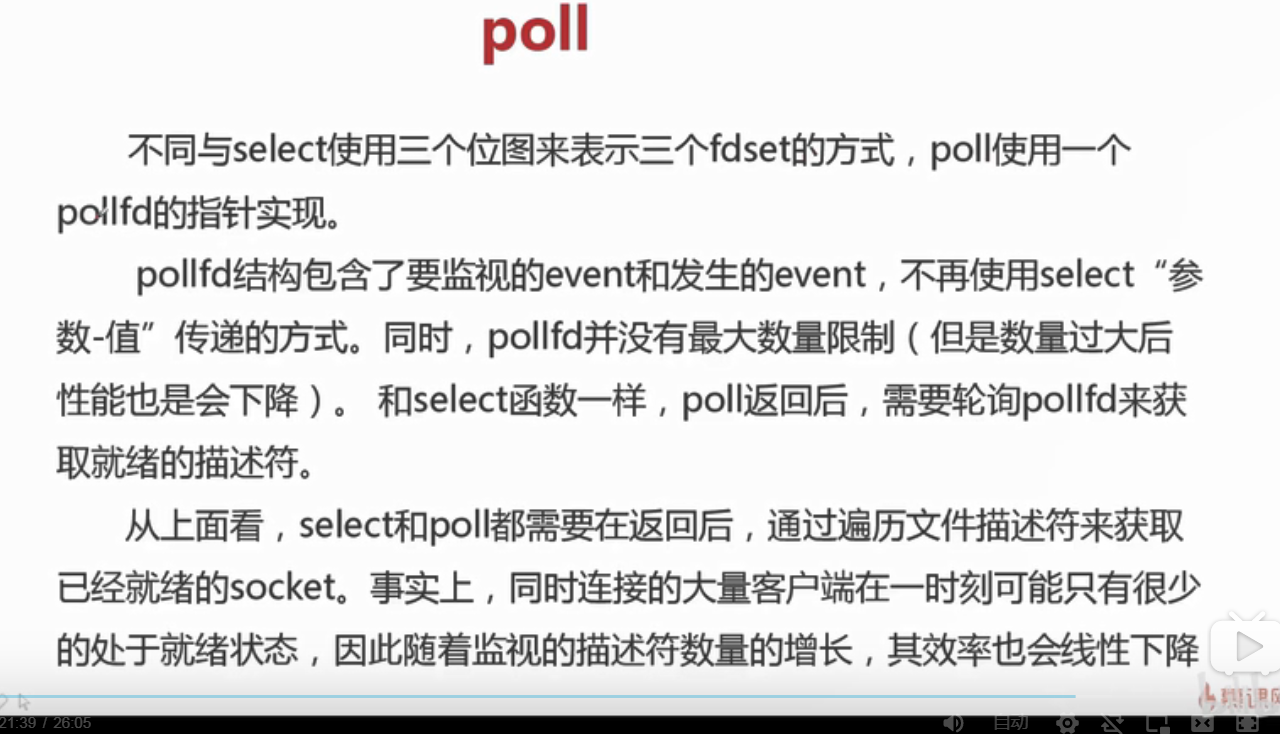 poll
不同与select使用三个位图来表示三个fdset的方式，poll使用一个
pollfd的指针实现。
pollfd结构包含了要监视的event和发生的event，不再使用select“参
数-值”传递的方式。同时，pollfd并没有最大数量限制（但是数量过大后
性能也是会下降）。 和select函数一样，poll返回后，需要轮询pollfd来获
取就绪的描述符。
从上面看，select和poll都需要在返回后，通过遍历文件描述符来获取
已经就绪的socket。事实上，同时连接的大量客户端在一时刻可能只有很少
的处于就绪状态，因此随着监视的描述符数量的增长，其效率也会线性下降
21:39 / 26:05
自动